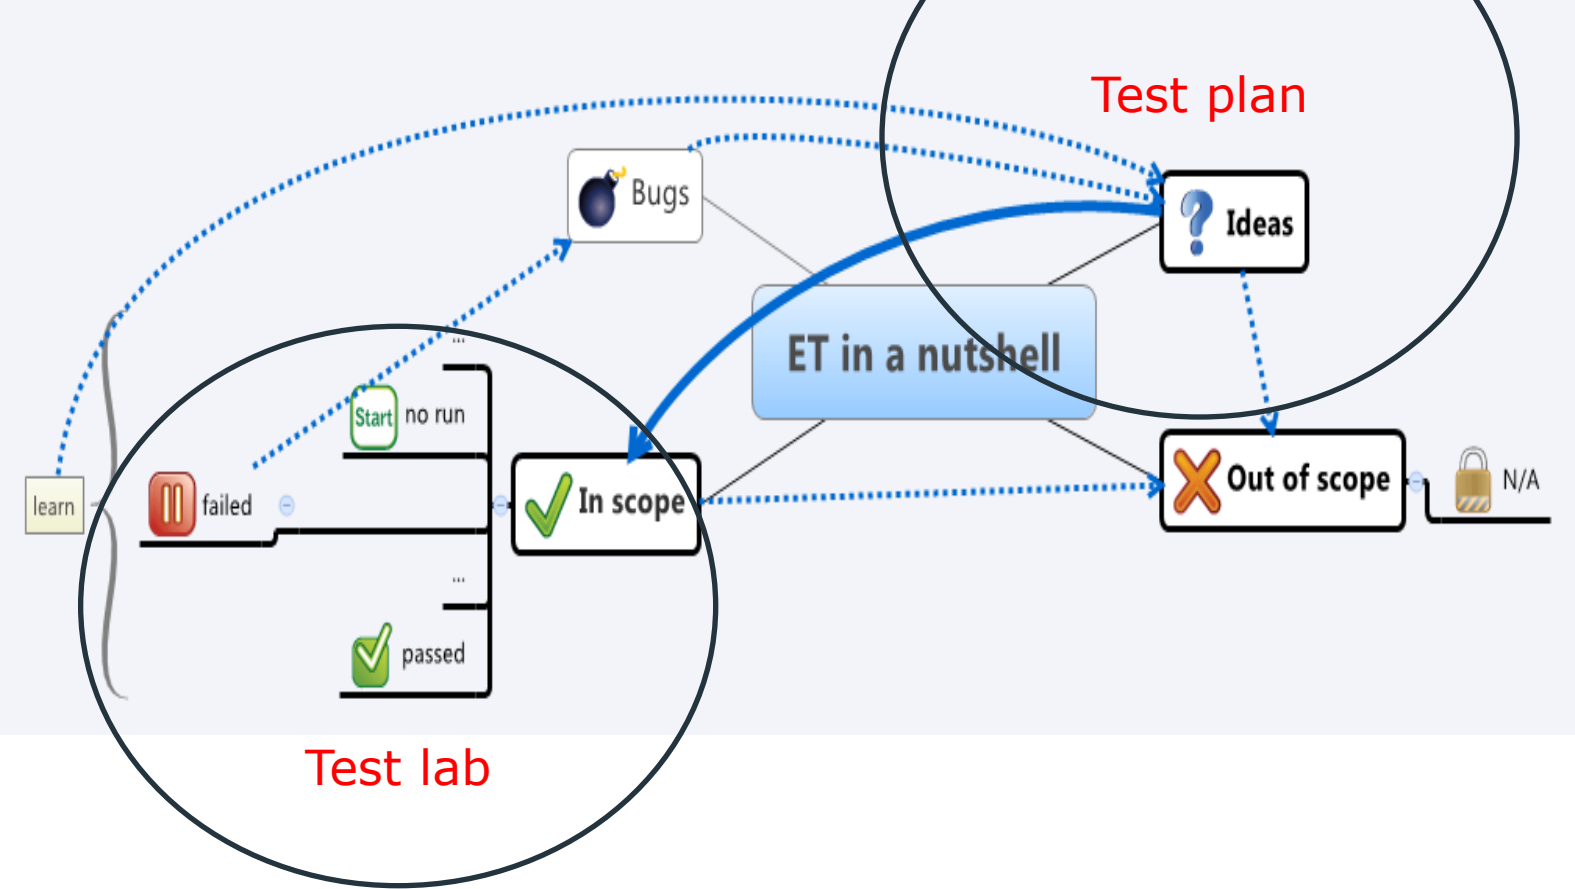 Test plan
Bugs
Ideas
...
ET in a nutshell
Start
no run
In scope
Out of scope
N/A
learn
failed
...
passed
Test lab